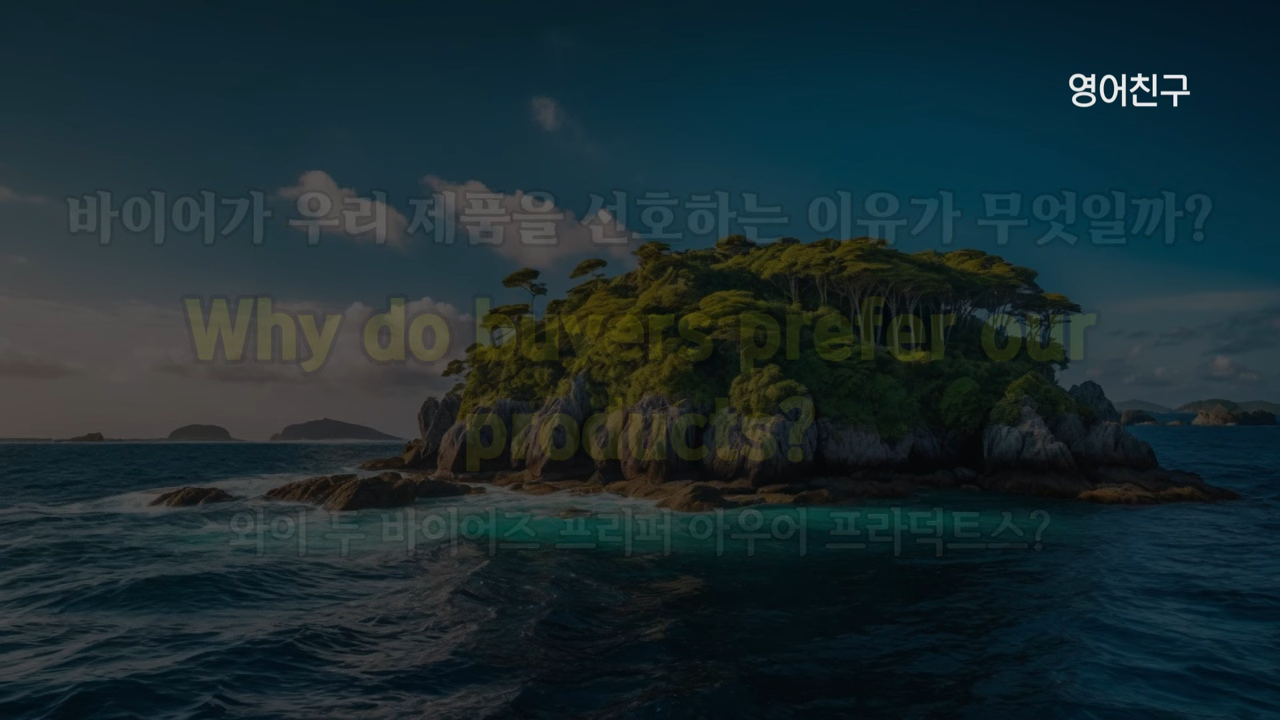 영어친구
바이어가 우리 제품을 선호하는 이유가 무엇일까?
Why do buyers prefer our
products?
와이 두 바이어즈 프리퍼 아우어 프라덕트스?